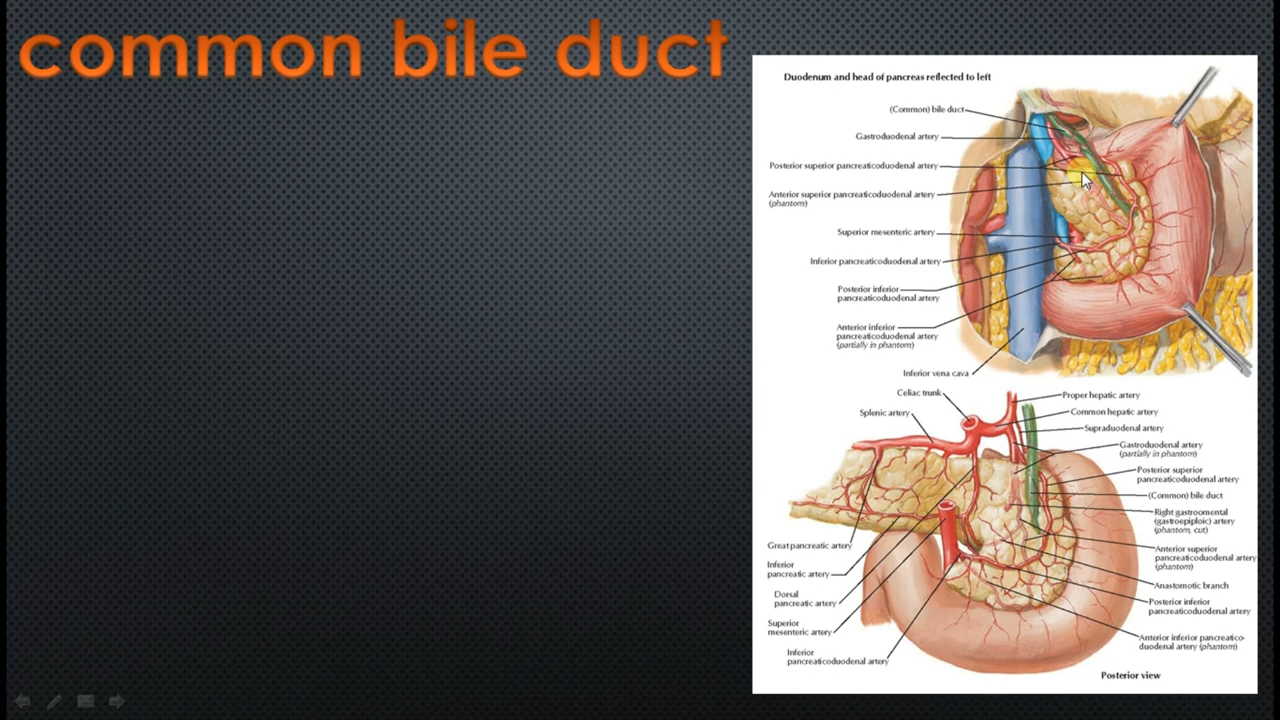 common bile duct
Duodenum and head of pancreas reflected to left
(Common) bile duct
Gastroduodenal artery
Posterior superior pancreaticoduodenal artery
Anterior superior pancreaticoduodenal artery
(phantom)
Superior mesenteric artery
Inferior pancreaticoduodenal artery
Posterior inferior
pancreaticoduodenal artery
Anterior inferior
pancreaticoduodenal artery
(partially in phantom)
Inferior vena cava
Celiac trunk
Splenic artery
Great pancreatic artery
Inferior
pancreatic artery
Dorsal
pancreatic artery
Superior
mesenteric artery
Inferior
pancreaticoduodenal artery
Proper hepatic artery
Common hepatic artery
Supraduodenal artery
Gastroduodenal artery
(partially in phantom)
Posterior superior
pancreaticoduodenal artery
(Common) bile duct
Right gastroomental
(gastroepiploic) artery
(phantom, cut)
Anterior superior
pancreaticoduodenal artery
(phantom)
Anastomotic branch
Posterior inferior
pancreaticoduodenal artery
Anterior inferior pancreatico-
duodenal artery (phantom)
Posterior view